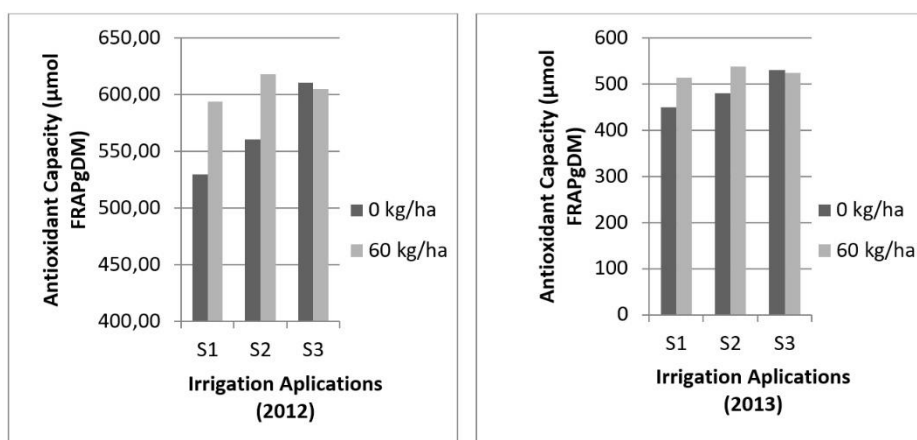 Antioxidant Capacity (µmol
FRAPgDM)
650,00
600,00
550,00
500,00
450,00
400,00
S1 S2 S3
Irrigation Aplications
(2012)
0 kg/ha
60 kg/ha
Antioxidant Capacity (µmol
FRAPgDM)
600
500
400
300
200
100
0
S1 S2 S3
Irrigation Aplications
(2013)
0 kg/ha
60 kg/ha